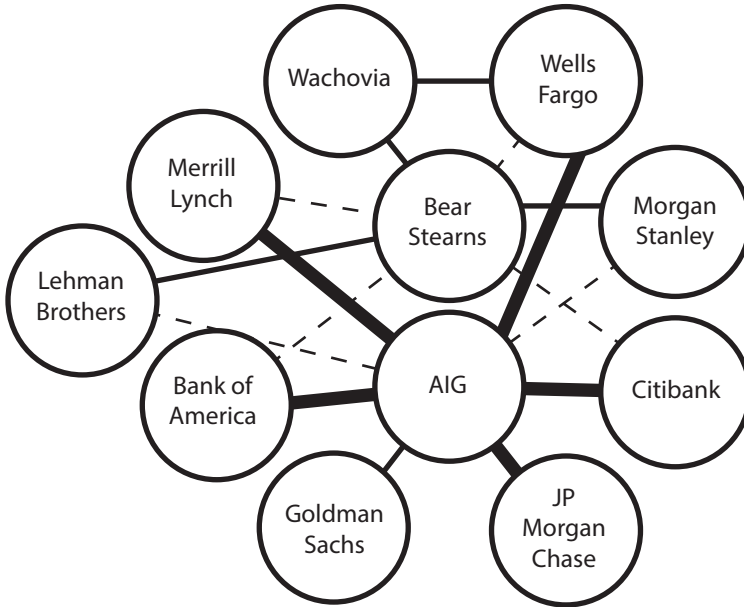 Wachovia
Wells
Fargo
Merrill
Lynch
Bear
Stearns
Morgan
Stanley
Lehman
Brothers
Bank of
America
AIG
Citibank
Goldman
Sachs
JP
Morgan
Chase